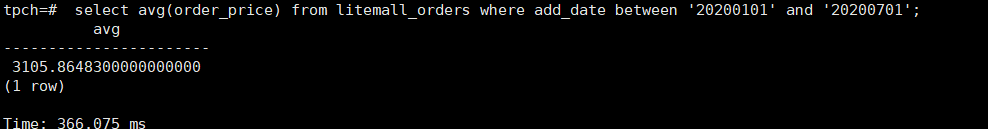 tpch=#  select avg(order_price) from litemall_orders where add_date between '20200101' and '20200701';
          avg
-----------------------
 3105.8648300000000000
(1 row)
Time: 366.075 ms